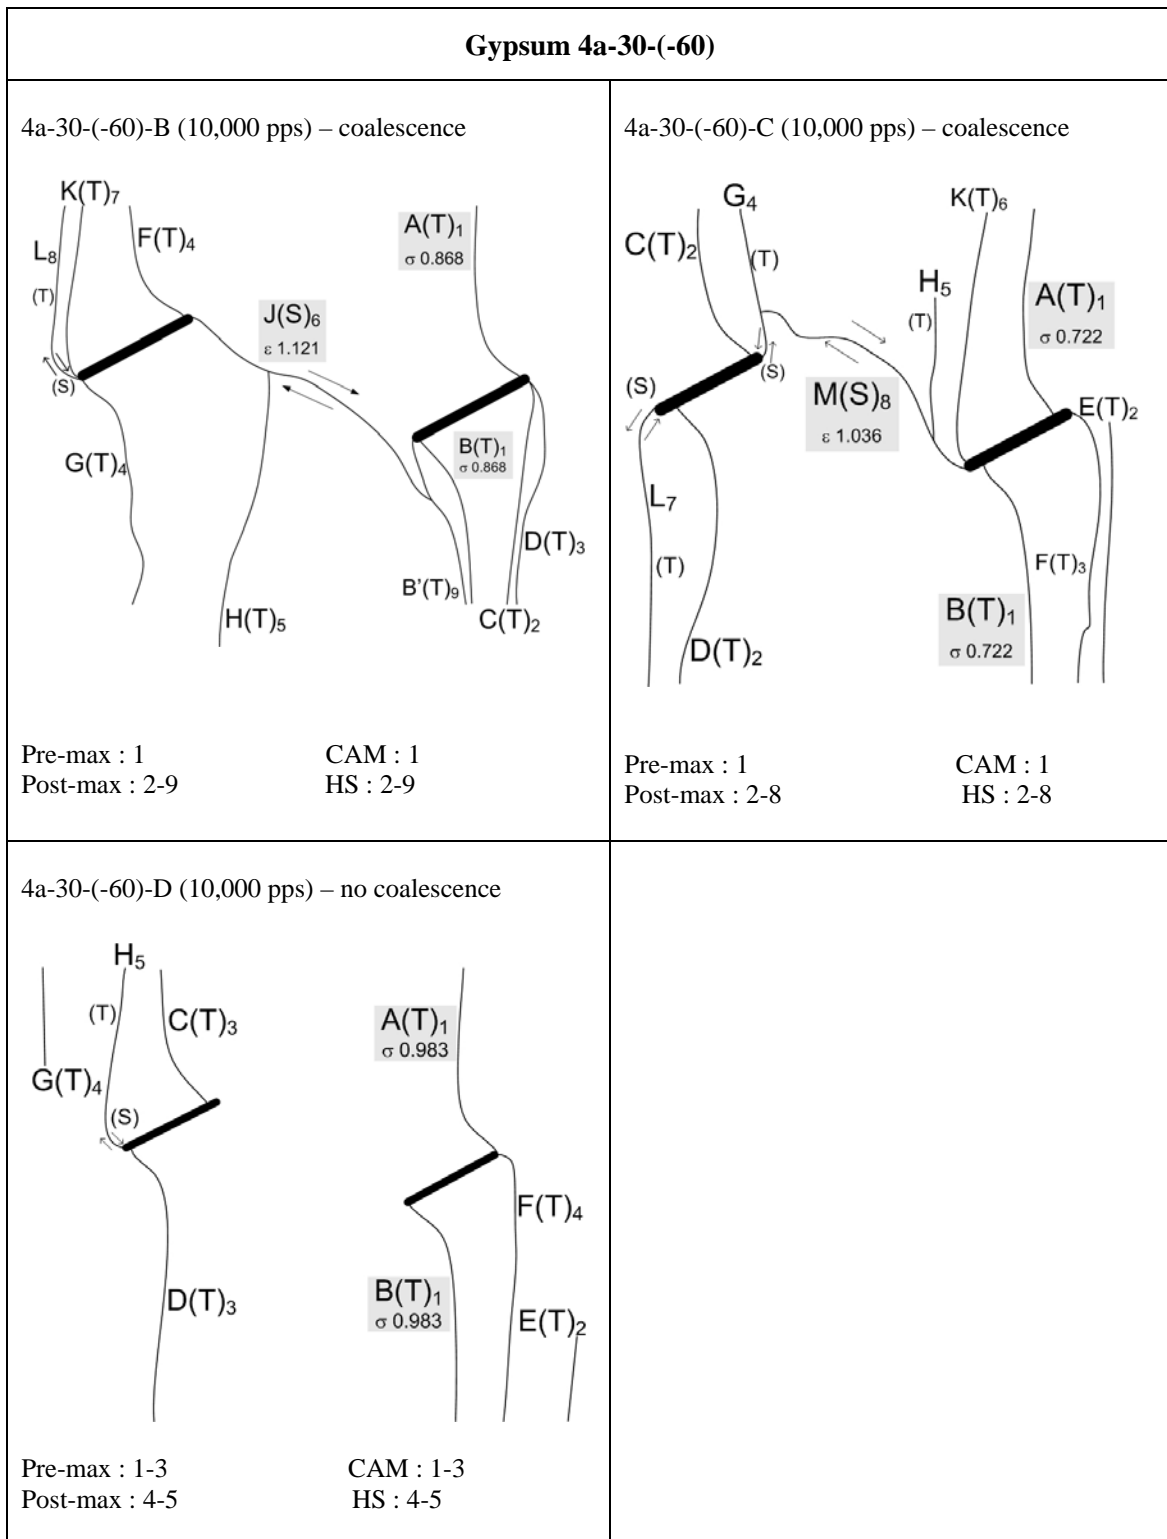 Gypsum 4a-30-(-60)
4a-30-(-60)-B (10,000 pps) – coalescence
K(T)₇
F(T)₄
A(T)₁
σ 0.868
L₈
(T)
J(S)₆
ε 1.121
(S)
B(T)₁
σ 0.868
G(T)₄
D(T)₃
B'(T)₉
C(T)₂
H(T)₅
Pre-max : 1 CAM : 1
Post-max : 2-9 HS : 2-9
4a-30-(-60)-C (10,000 pps) – coalescence
G₄
K(T)₆
C(T)₂
(T)
H₅
A(T)₁
σ 0.722
(T)
(S)
(S)
M(S)₈
ε 1.036
E(T)₂
L₇
(T)
F(T)₃
B(T)₁
σ 0.722
D(T)₂
Pre-max : 1 CAM : 1
Post-max : 2-8 HS : 2-8
4a-30-(-60)-D (10,000 pps) – no coalescence
H₅
(T)
C(T)₃
A(T)₁
σ 0.983
G(T)₄
(S)
F(T)₄
D(T)₃
B(T)₁
σ 0.983
E(T)₂
Pre-max : 1-3 CAM : 1-3
Post-max : 4-5 HS : 4-5